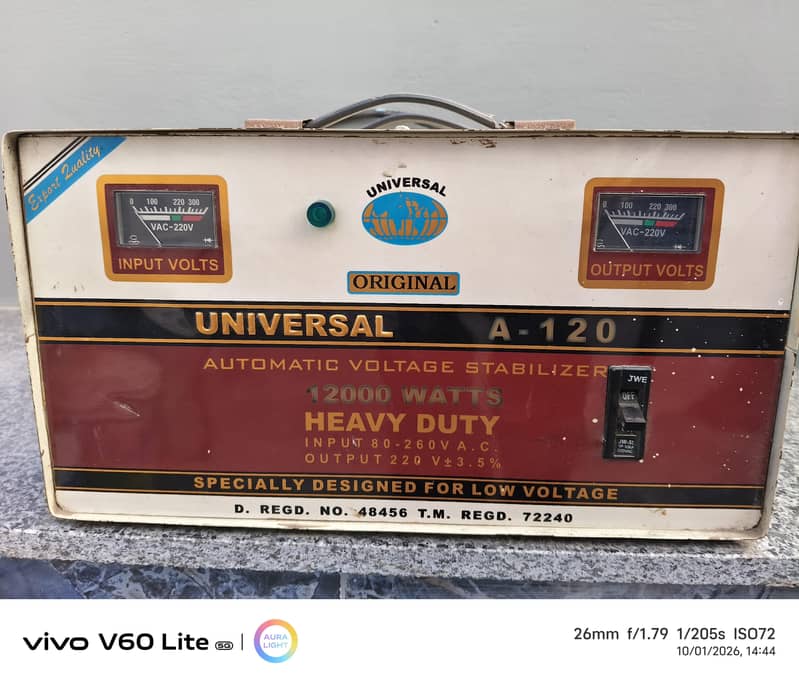 Export Quality
0 100 220 300
VAC~220V
INPUT VOLTS
UNIVERSAL
ORIGINAL
0 100 220 300
VAC~220V
OUTPUT VOLTS
UNIVERSAL A-120
AUTOMATIC VOLTAGE STABILIZER
12000 WATTS
HEAVY DUTY
INPUT 80-260V A.C.
OUTPUT 220 V±3.5%
JWE
OFF
SPECIALLY DESIGNED FOR LOW VOLTAGE
D. REGD. NO. 48456 T.M. REGD. 72240
vivo V60 Lite 5G | AURA LIGHT
26mm f/1.79 1/205s ISO72
10/01/2026, 14:44